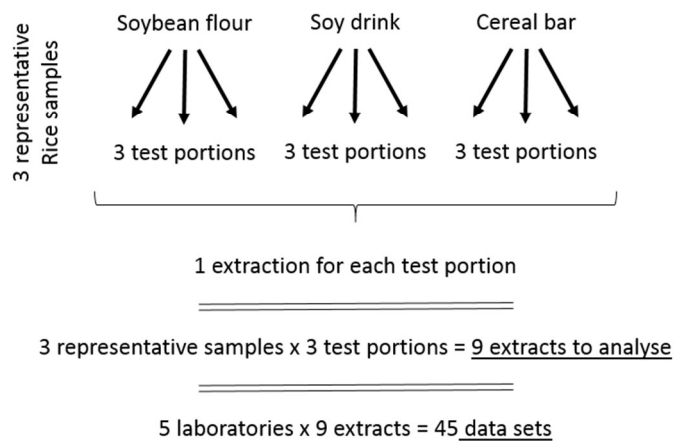 3 representative
Rice samples
Soybean flour
Soy drink
Cereal bar
3 test portions
3 test portions
3 test portions
1 extraction for each test portion
3 representative samples x 3 test portions = 9 extracts to analyse
5 laboratories x 9 extracts = 45 data sets